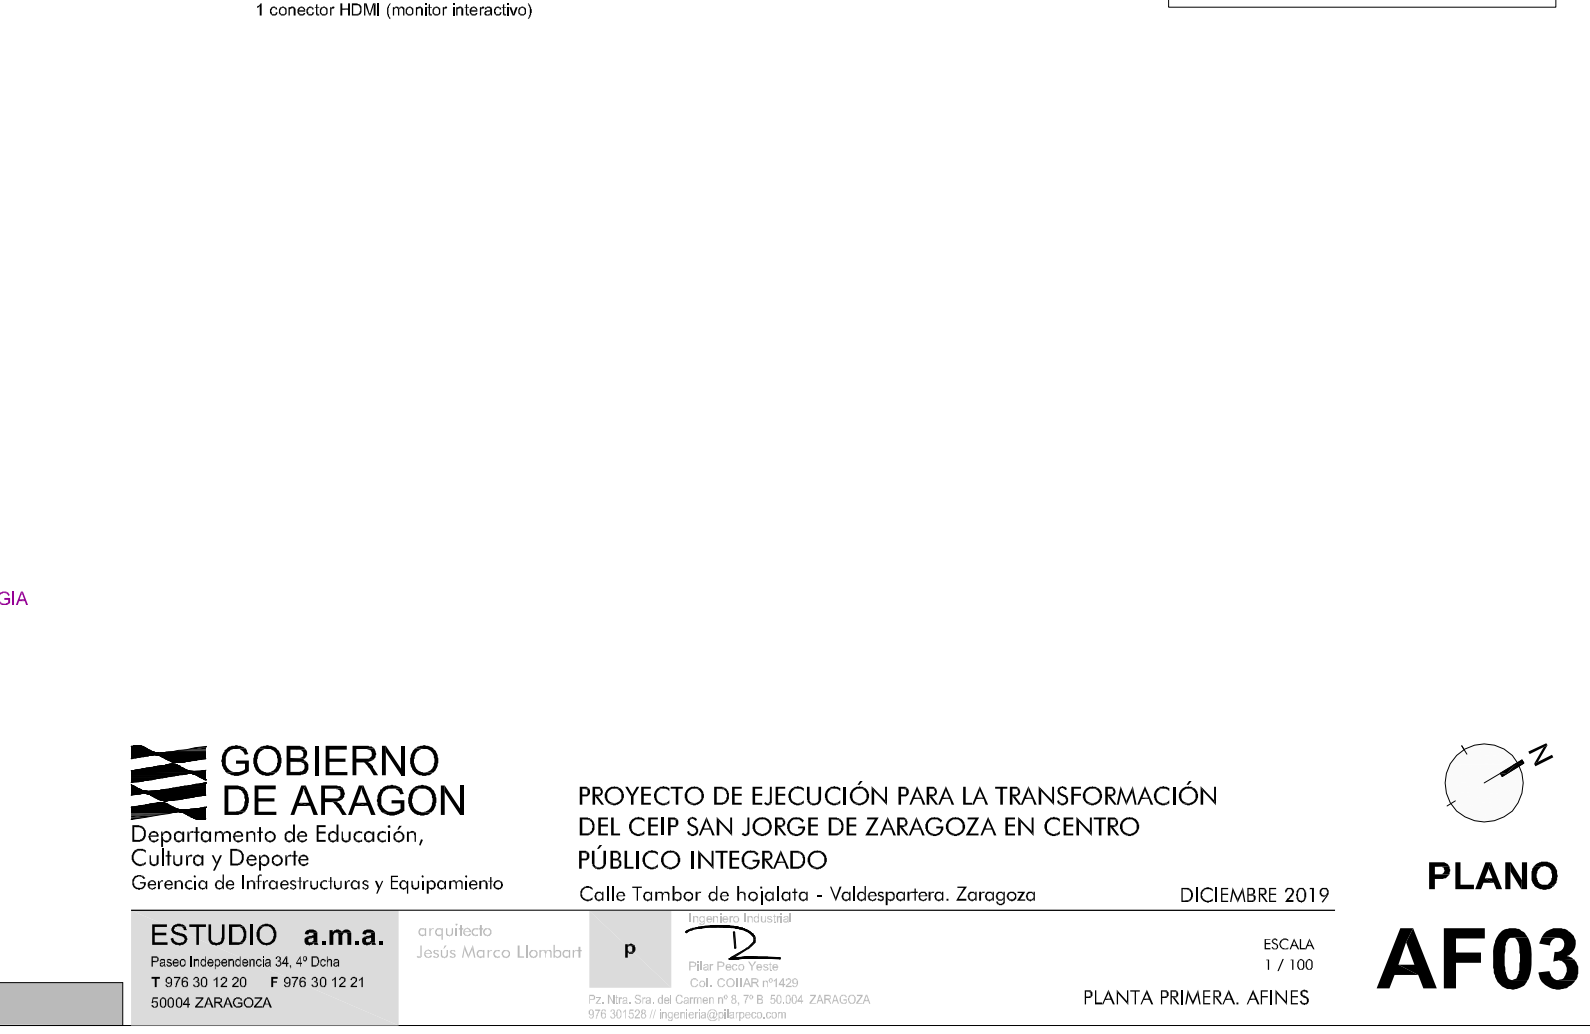 1 conector HDMI (monitor interactivo)
GIA
GOBIERNO
DE ARAGON
Departamento de Educación,
Cultura y Deporte
Gerencia de Infraestructuras y Equipamiento
PROYECTO DE EJECUCIÓN PARA LA TRANSFORMACIÓN
DEL CEIP SAN JORGE DE ZARAGOZA EN CENTRO
PÚBLICO INTEGRADO
Calle Tambor de hojalata - Valdespartera. Zaragoza
DICIEMBRE 2019
N
PLANO
AF03
ESTUDIO a.m.a.
Paseo Independencia 34, 4º Dcha
T 976 30 12 20 F 976 30 12 21
50004 ZARAGOZA
arquitecto
Jesús Marco Llombart
p
Ingeniero Industrial
Pilar Peco Yeste
Col. COIIAR nº1429
Pz. Ntra. Sra. del Carmen nº 8, 7º B 50.004 ZARAGOZA
976 301528 // ingenieria@pilarpeco.com
ESCALA
1 / 100
PLANTA PRIMERA. AFINES